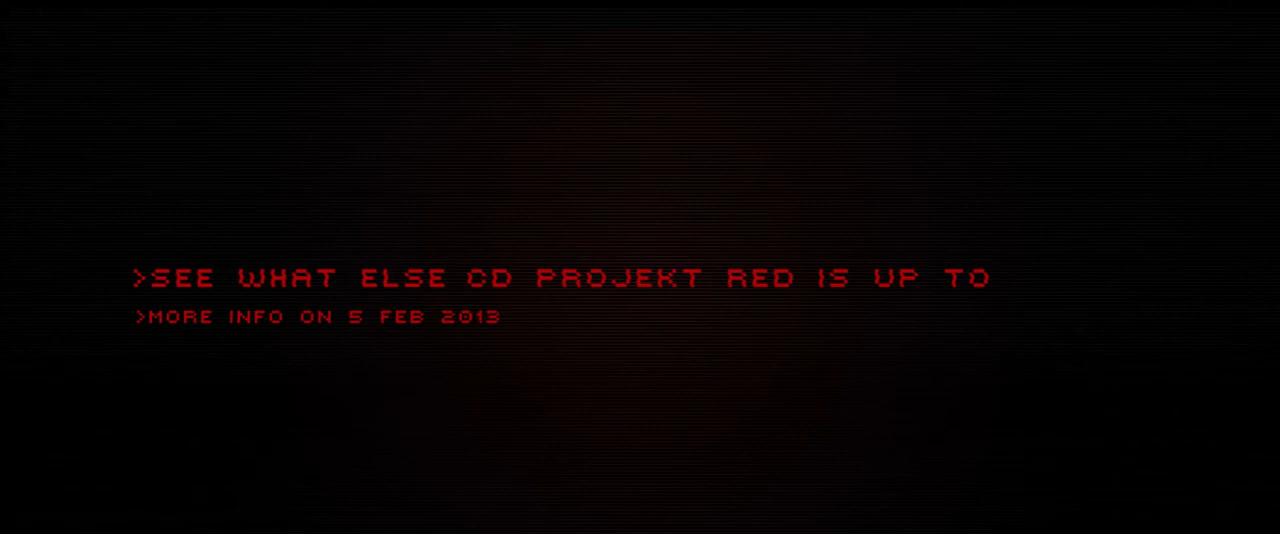 >SEE WHAT ELSE CD PROJEKT RED IS UP TO
>MORE INFO ON 5 FEB 2013